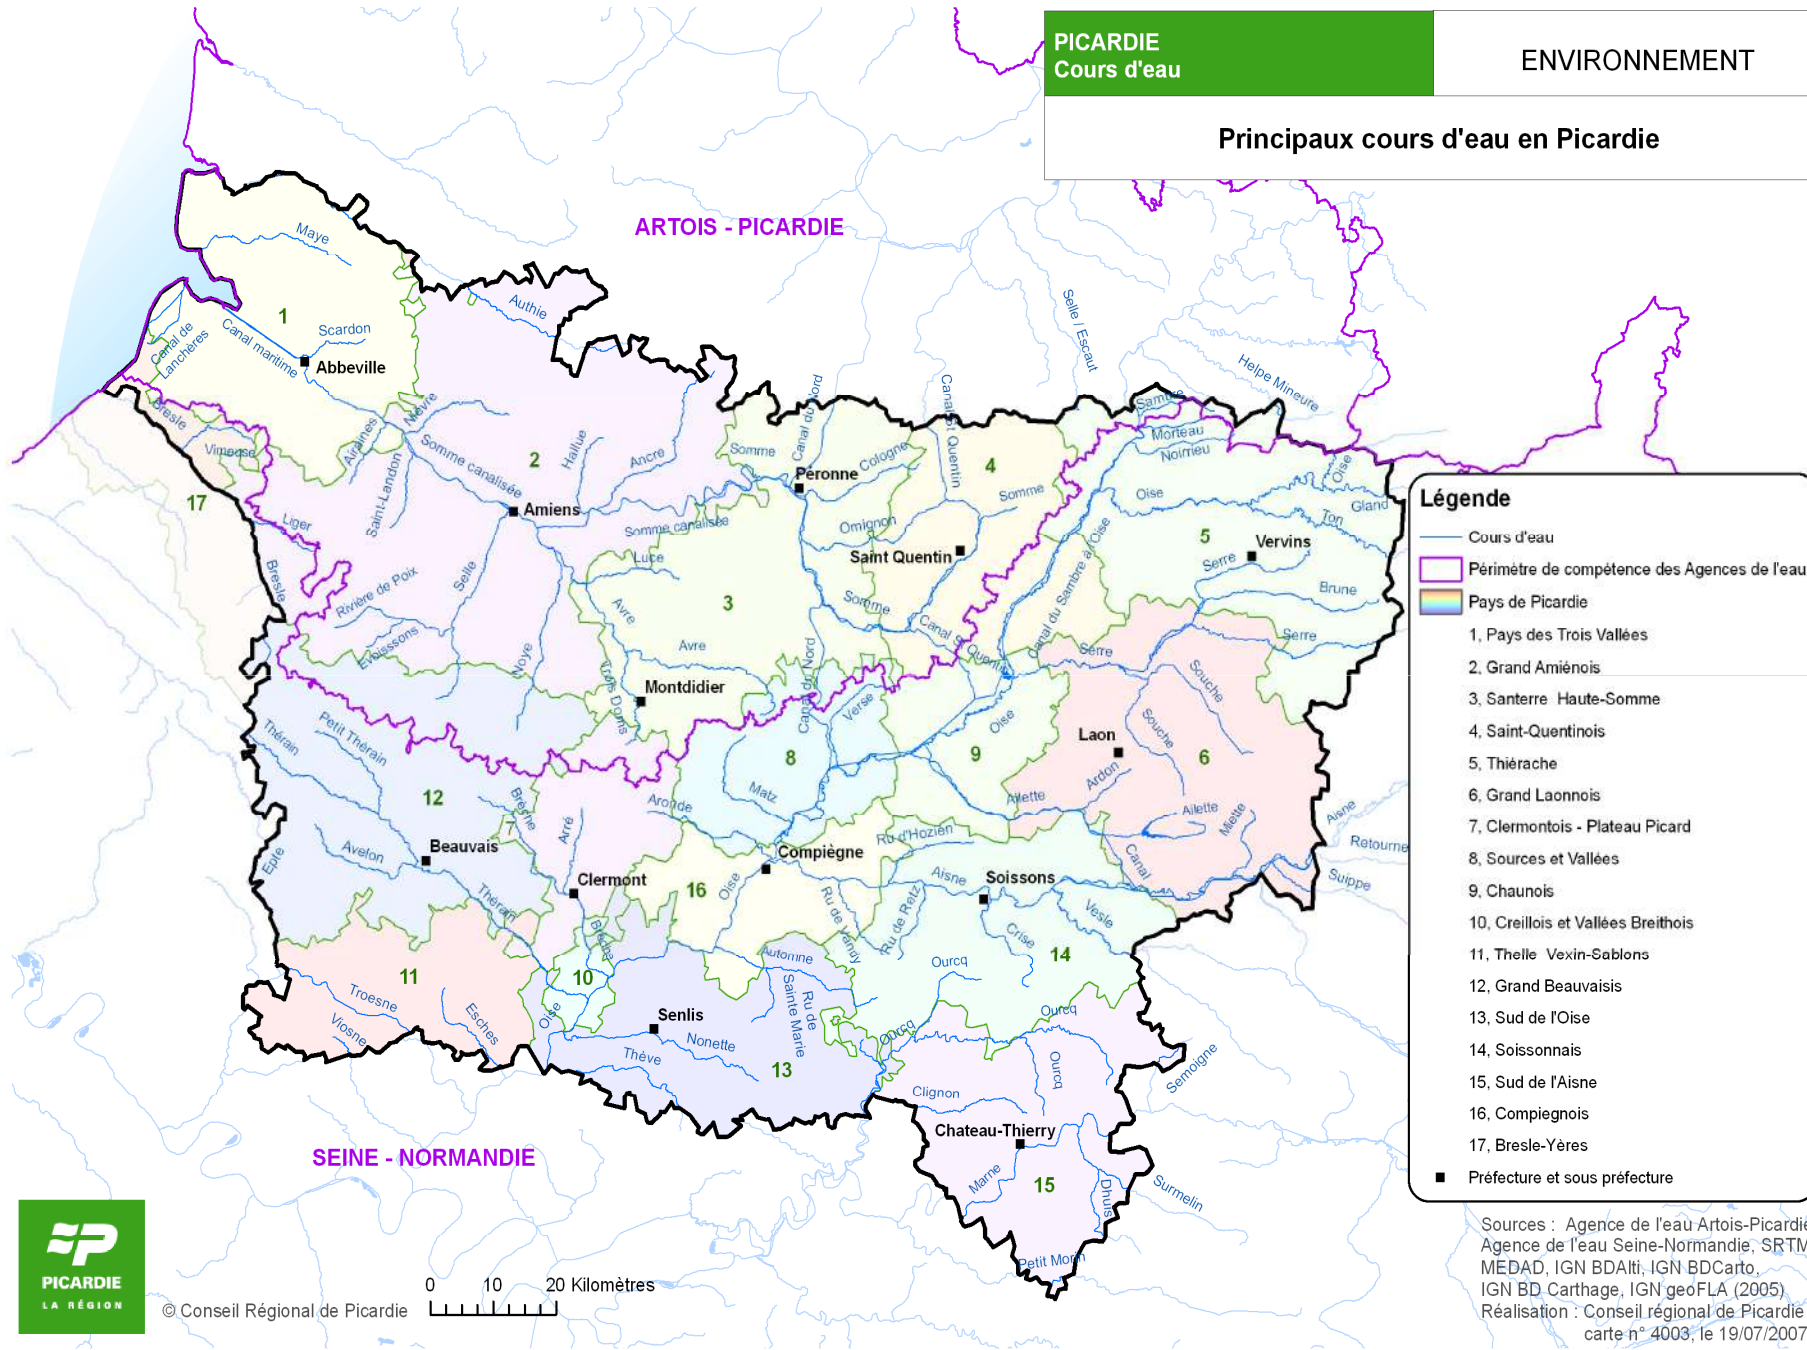 PICARDIE
Cours d'eau
ENVIRONNEMENT
Principaux cours d'eau en Picardie
ARTOIS - PICARDIE
SEINE - NORMANDIE
Maye
Authie
1
Scardon
Canal maritime
Canal de
Lanchères
Abbeville
Bresle
Vimeuse
Airaines
Nièvre
Somme canalisée
2
Hallue
Ancre
Saint-Landon
Amiens
17
Liger
Bresle
Rivière de Poix
Evoissons
Selle
Noye
Somme
Canal du Nord
Péronne
Cologne
Canal St Quentin
4
Somme
Selle / Escaut
Helpe Mineure
Sambre
Morteau
Noirrieu
Oise
Oise
Gland
Ton
5
Vervins
Serre
Brune
Serre
Somme canalisée
Luce
Omignon
Saint Quentin
3
Avre
Avre
Somme
Canal St Quentin
Canal du Sambre à l'Oise
Serre
Trois Doms
Montdidier
Canal du Nord
Verse
Oise
Souche
Souche
Laon
6
Ardon
Ailette
Ailette
Miette
8
9
Matz
Thérain
Petit Thérain
12
Brèche
7
Arré
Aronde
Avelon
Beauvais
Epte
Thérain
Clermont
Brèche
Compiègne
16
Oise
Ru d'Hozien
Aisne
Soissons
Canal
Aisne
Retourne
Suippe
Ru de Vandy
Ru de Retz
Crise
Vesle
14
Automne
Ourcq
Ourcq
10
11
Troesne
Viosne
Esches
Oise
Senlis
Nonette
Thève
Ru de
Sainte Marie
13
Ourcq
Ourcq
Clignon
Semoigne
Chateau-Thierry
Marne
15
Dhuis
Surmelin
Petit Morin
Légende
Cours d'eau
Périmètre de compétence des Agences de l'eau
Pays de Picardie
1, Pays des Trois Vallées
2, Grand Amiénois
3, Santerre Haute-Somme
4, Saint-Quentinois
5, Thiérache
6, Grand Laonnois
7, Clermontois - Plateau Picard
8, Sources et Vallées
9, Chaunois
10, Creillois et Vallées Breithois
11, Thelle Vexin-Sablons
12, Grand Beauvaisis
13, Sud de l'Oise
14, Soissonnais
15, Sud de l'Aisne
16, Compiegnois
17, Bresle-Yères
Préfecture et sous préfecture
Sources : Agence de l'eau Artois-Picardie
Agence de l'eau Seine-Normandie, SRTM
MEDAD, IGN BDAlti, IGN BDCarto,
IGN BD Carthage, IGN geoFLA (2005)
Réalisation : Conseil régional de Picardie
carte n° 4003, le 19/07/2007
PICARDIE
LA RÉGION
© Conseil Régional de Picardie
0 10 20 Kilomètres